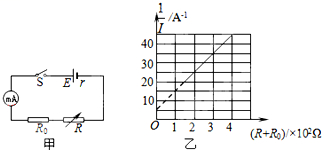 S
E
r
mA
R₀
R
甲
1/I /A⁻¹
40
30
20
10
O
1 2 3 4
(R+R₀)/×10²Ω
乙